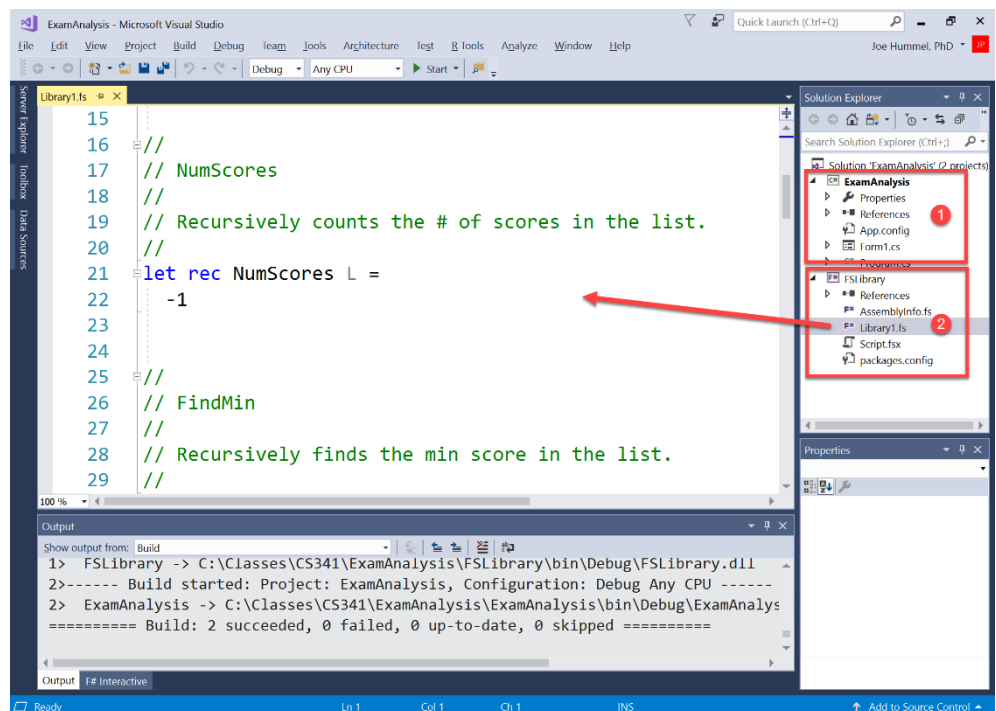 ExamAnalysis - Microsoft Visual Studio
Quick Launch (Ctrl+Q)
File Edit View Project Build Debug Team Tools Architecture Test R Tools Analyze Window Help
Joe Hummel, PhD
JP
Debug
Any CPU
Start
Server Explorer
Toolbox
Data Sources
Library1.fs
15
16 //
17 // NumScores
18 //
19 // Recursively counts the # of scores in the list.
20 //
21 let rec NumScores L =
22 -1
23
24
25 //
26 // FindMin
27 //
28 // Recursively finds the min score in the list.
29 //
100 %
Solution Explorer
Search Solution Explorer (Ctrl+;)
Solution 'ExamAnalysis' (2 projects)
C# ExamAnalysis
Properties
References
1
App.config
Form1.cs
C# Program.cs
F# FSLibrary
References
F# AssemblyInfo.fs
F# Library1.fs
2
Script.fsx
packages.config
Properties
Output
Show output from: Build
1> FSLibrary -> C:\Classes\CS341\ExamAnalysis\FSLibrary\bin\Debug\FSLibrary.dll
2>------ Build started: Project: ExamAnalysis, Configuration: Debug Any CPU ------
2> ExamAnalysis -> C:\Classes\CS341\ExamAnalysis\ExamAnalysis\bin\Debug\ExamAnalys
========== Build: 2 succeeded, 0 failed, 0 up-to-date, 0 skipped ==========
Output F# Interactive
Ready Ln 1 Col 1 Ch 1 INS Add to Source Control